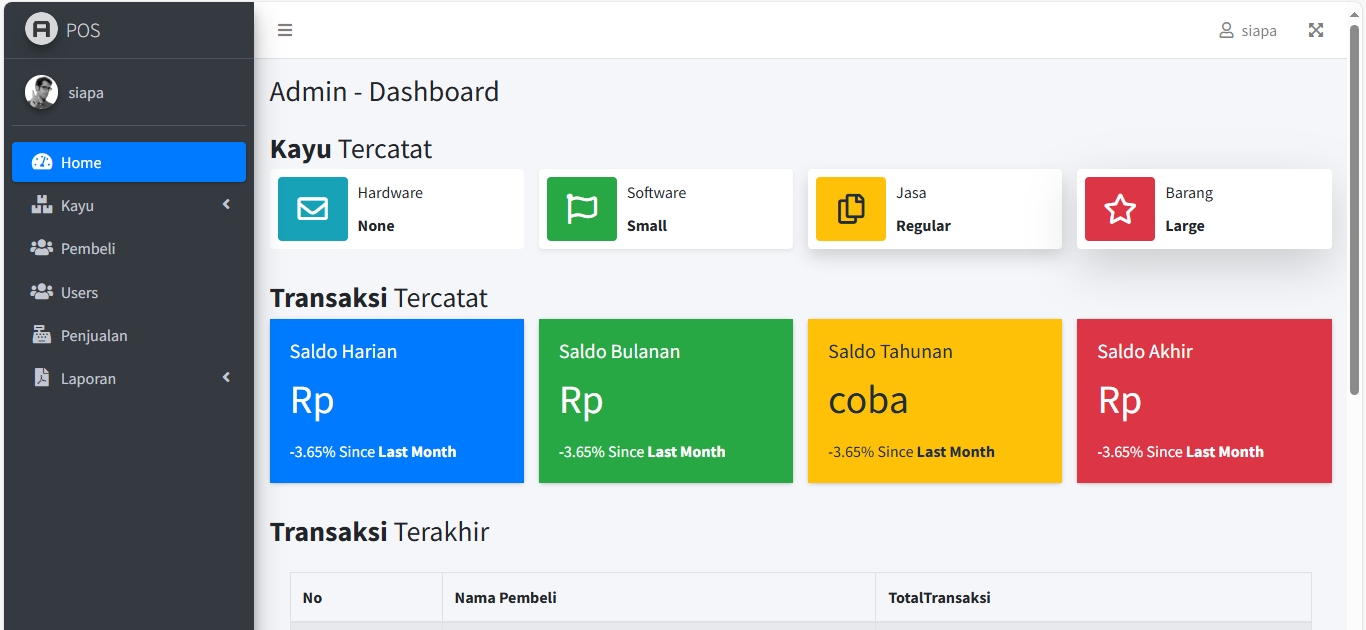 POS
siapa
siapa
Home
Kayu
Pembeli
Users
Penjualan
Laporan
Admin - Dashboard
Kayu Tercatat
Hardware
None
Software
Small
Jasa
Regular
Barang
Large
Transaksi Tercatat
Saldo Harian
Rp
-3.65% Since Last Month
Saldo Bulanan
Rp
-3.65% Since Last Month
Saldo Tahunan
coba
-3.65% Since Last Month
Saldo Akhir
Rp
-3.65% Since Last Month
Transaksi Terakhir
No Nama Pembeli TotalTransaksi